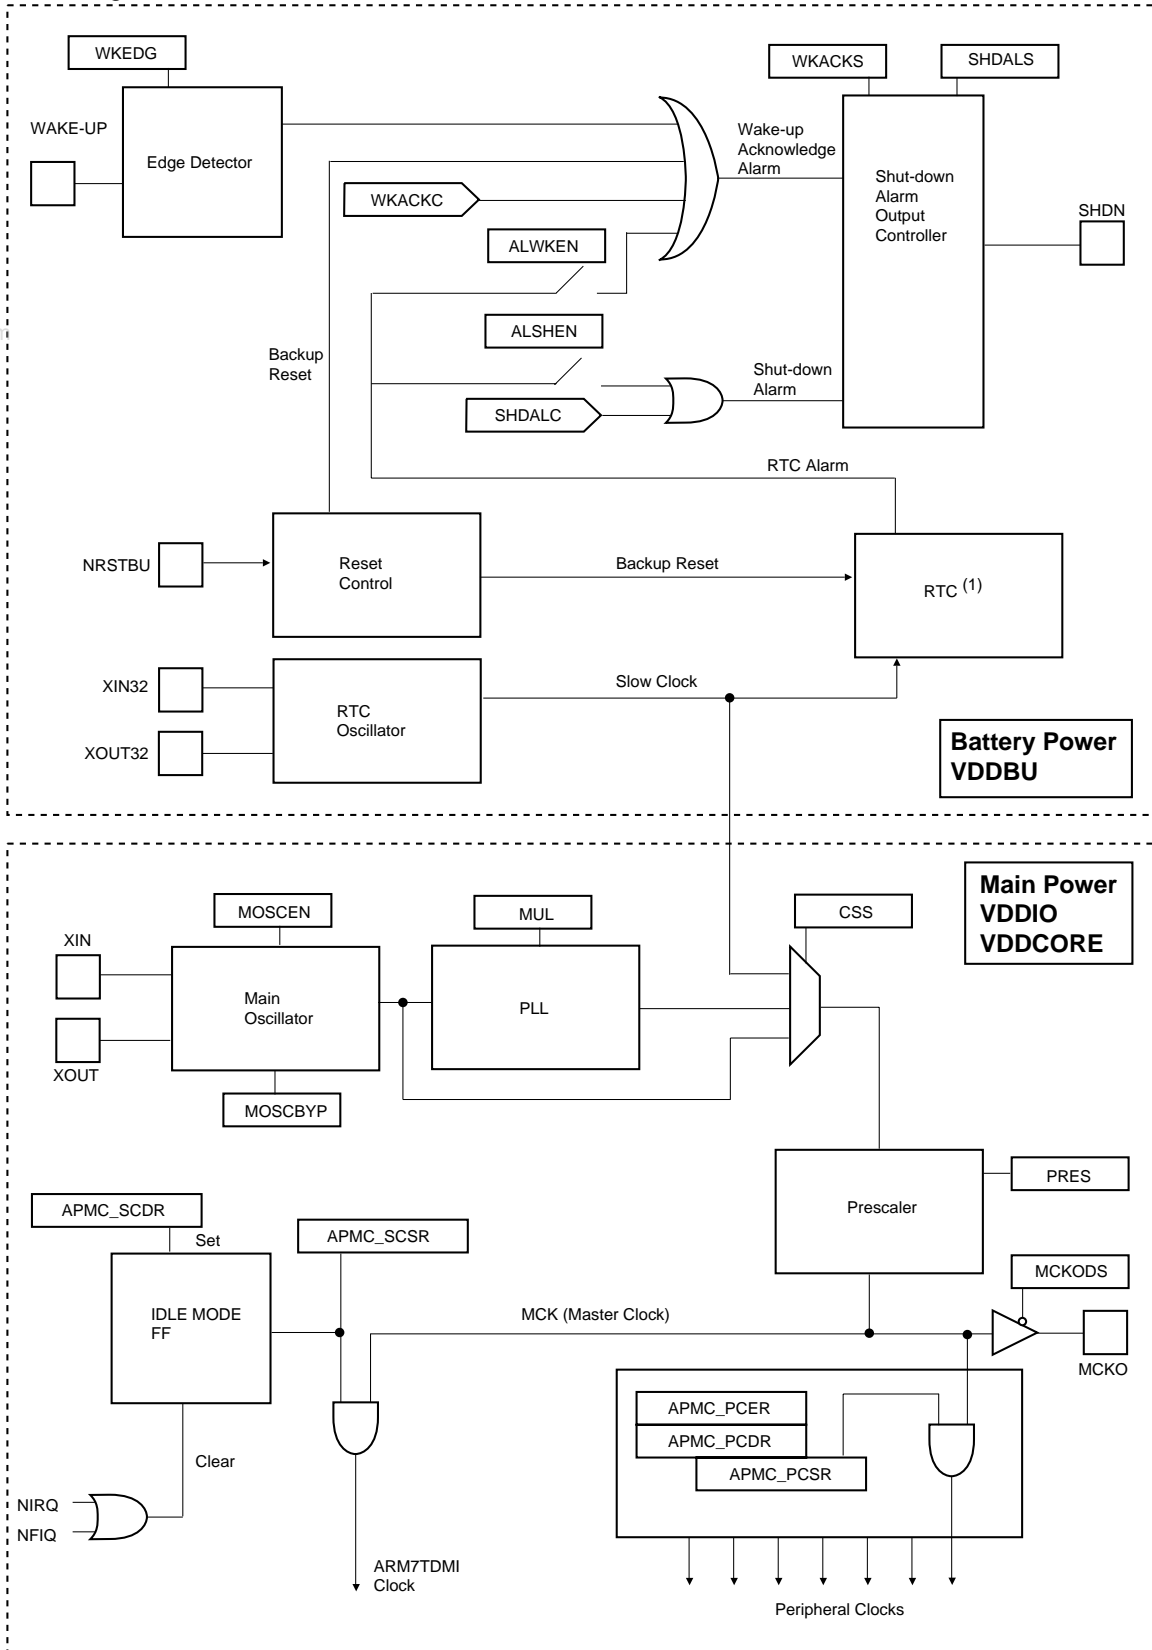 WKEDG
WKACKS
SHDALS
WAKE-UP
Edge Detector
Wake-up
Acknowledge
Alarm
Shut-down
Alarm
Output
Controller
WKACKC
SHDN
ALWKEN
ALSHEN
Backup
Reset
Shut-down
Alarm
SHDALC
RTC Alarm
NRSTBU
Reset
Control
Backup Reset
RTC (1)
XIN32
RTC
Oscillator
Slow Clock
XOUT32
Battery Power
VDDBU
Main Power
VDDIO
VDDCORE
MOSCEN
MUL
CSS
XIN
Main
Oscillator
PLL
XOUT
MOSCBYP
Prescaler
PRES
APMC_SCDR
Set
APMC_SCSR
MCKODS
IDLE MODE
FF
MCK (Master Clock)
MCKO
APMC_PCER
APMC_PCDR
APMC_PCSR
Clear
NIRQ
NFIQ
ARM7TDMI
Clock
Peripheral Clocks